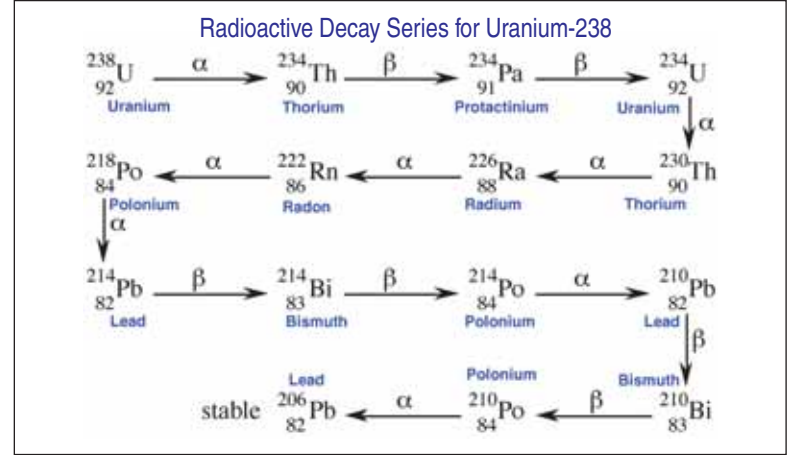 Radioactive Decay Series for Uranium-238
238 92 U α 234 90 Th β 234 91 Pa β 234 92 U
Uranium Thorium Protactinium Uranium
α
218 84 Po α 222 86 Rn α 226 88 Ra α 230 90 Th
Polonium Radon Radium Thorium
α
214 82 Pb β 214 83 Bi β 214 84 Po α 210 82 Pb
Lead Bismuth Polonium Lead
β
Lead Polonium Bismuth
stable 206 82 Pb α 210 84 Po β 210 83 Bi